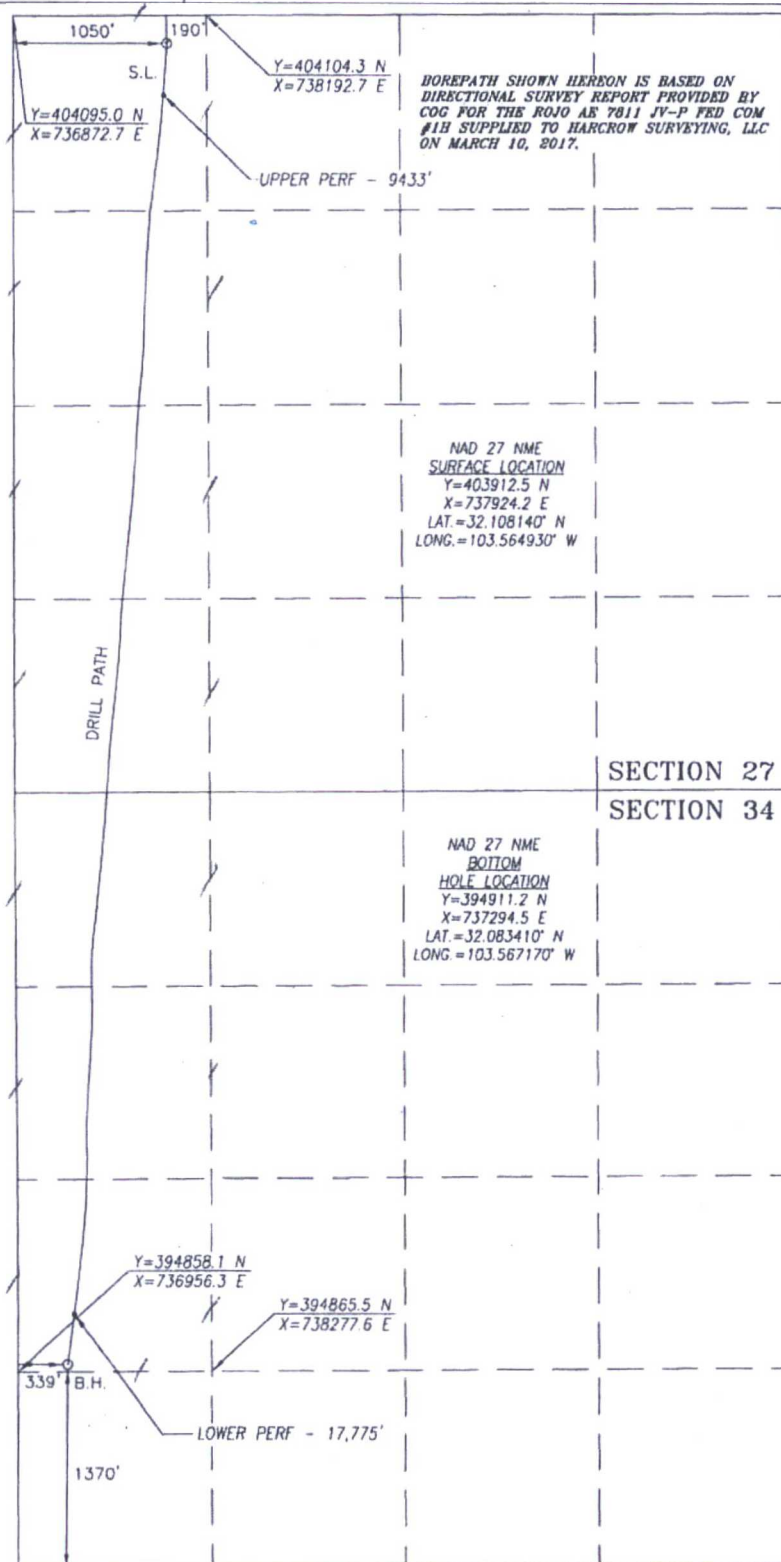 1050'
190'
S.L.
Y=404104.3 N
X=738192.7 E
Y=404095.0 N
X=736872.7 E
BOREPATH SHOWN HEREON IS BASED ON
DIRECTIONAL SURVEY REPORT PROVIDED BY
COG FOR THE ROJO AE 7811 JV-P FED COM
#1H SUPPLIED TO HARCROW SURVEYING, LLC
ON MARCH 10, 2017.
UPPER PERF - 9433'
NAD 27 NME
SURFACE LOCATION
Y=403912.5 N
X=737924.2 E
LAT.=32.108140° N
LONG.=103.564930° W
DRILL PATH
SECTION 27
SECTION 34
NAD 27 NME
BOTTOM
HOLE LOCATION
Y=394911.2 N
X=737294.5 E
LAT.=32.083410° N
LONG.=103.567170° W
Y=394858.1 N
X=736956.3 E
Y=394865.5 N
X=738277.6 E
339'
B.H.
LOWER PERF - 17,775'
1370'